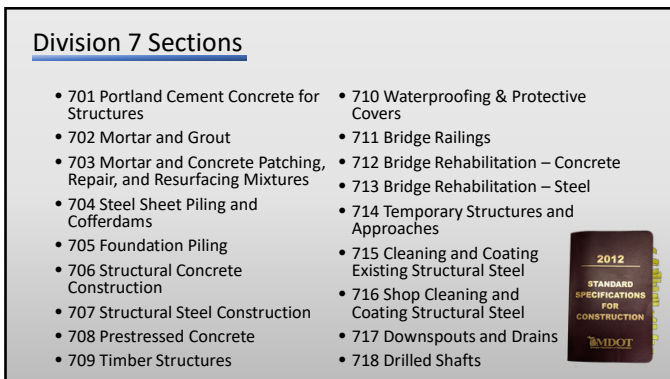 Division 7 Sections
• 701 Portland Cement Concrete for
Structures
• 702 Mortar and Grout
• 703 Mortar and Concrete Patching,
Repair, and Resurfacing Mixtures
• 704 Steel Sheet Piling and
Cofferdams
• 705 Foundation Piling
• 706 Structural Concrete
Construction
• 707 Structural Steel Construction
• 708 Prestressed Concrete
• 709 Timber Structures
• 710 Waterproofing & Protective
Covers
• 711 Bridge Railings
• 712 Bridge Rehabilitation – Concrete
• 713 Bridge Rehabilitation – Steel
• 714 Temporary Structures and
Approaches
• 715 Cleaning and Coating
Existing Structural Steel
• 716 Shop Cleaning and
Coating Structural Steel
• 717 Downspouts and Drains
• 718 Drilled Shafts
2012
STANDARD
SPECIFICATIONS
FOR
CONSTRUCTION
MDOT